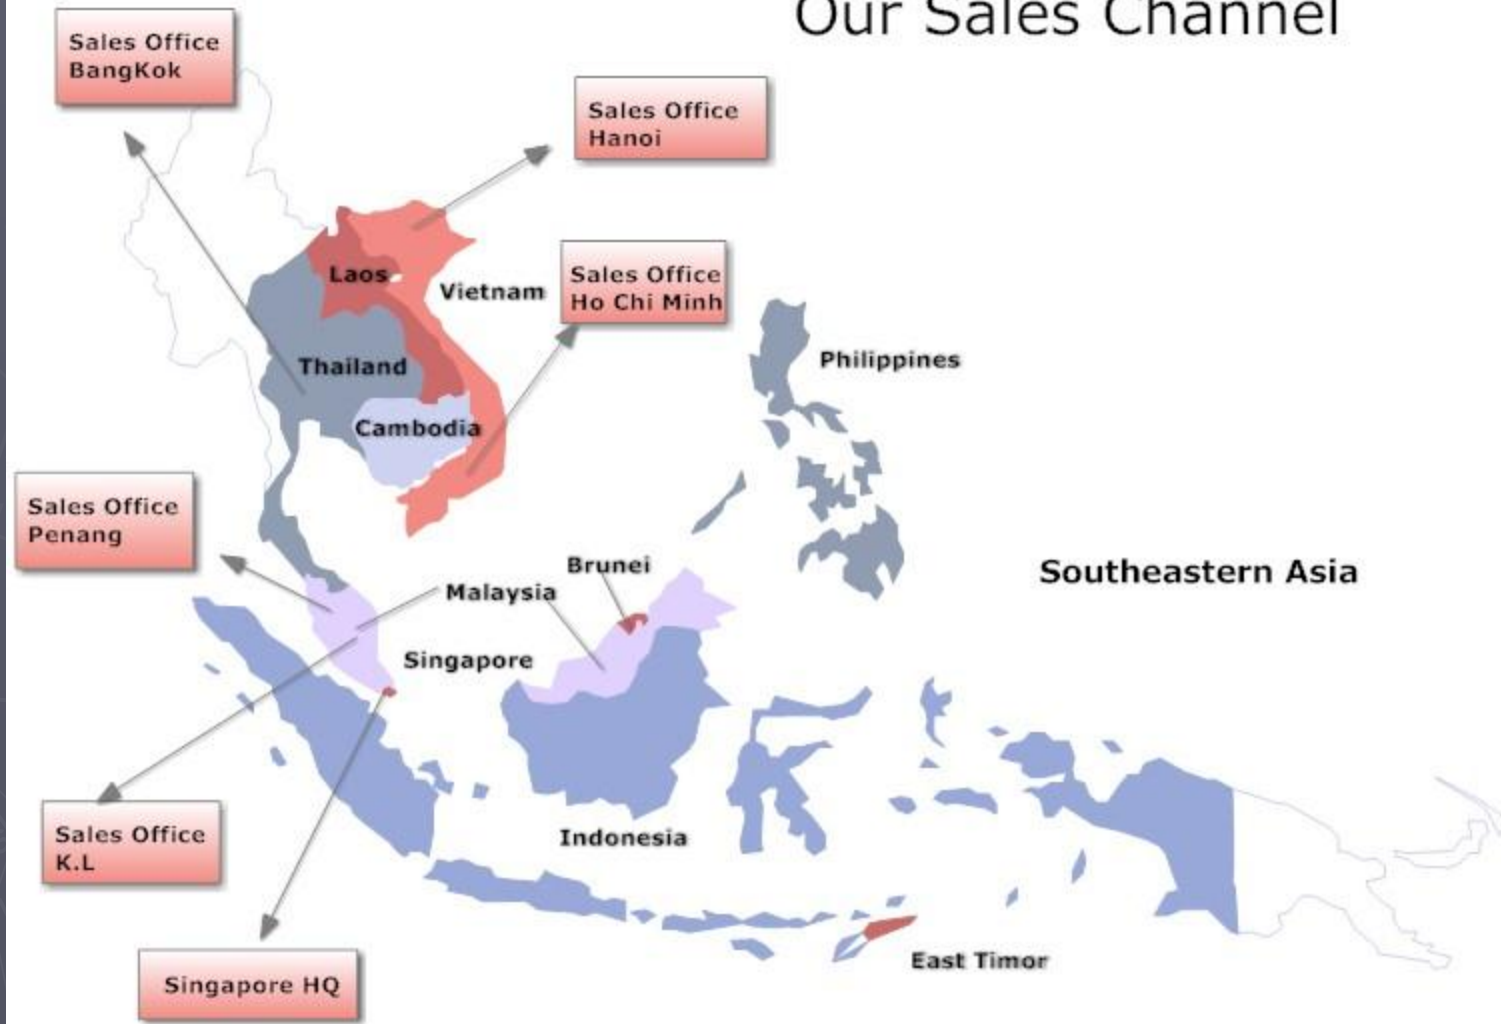 Our Sales Channel
Sales Office
BangKok
Sales Office
Hanoi
Sales Office
Ho Chi Minh
Laos
Vietnam
Thailand
Cambodia
Philippines
Sales Office
Penang
Brunei
Malaysia
Southeastern Asia
Singapore
Sales Office
K.L
Indonesia
East Timor
Singapore HQ